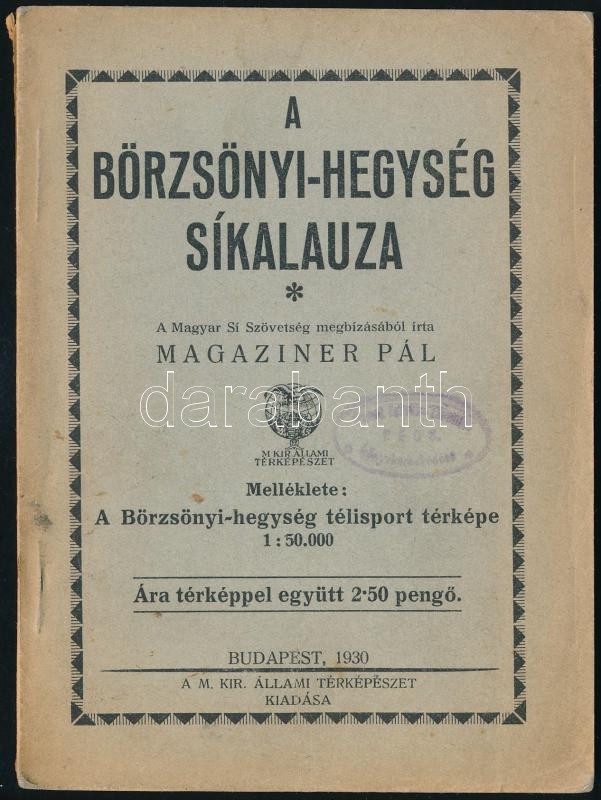 A
BÖRZSÖNYI-HEGYSÉG
SÍKALAUZA
*
A Magyar Sí Szövetség megbízásából írta
MAGAZINER PÁL
darabanth
M KIR ÁLLAMI
TÉRKÉPÉSZET
Melléklete:
A Börzsönyi-hegység télisport térképe
1:50.000
Ára térképpel együtt 2·50 pengő.
BUDAPEST, 1930
A M. KIR. ÁLLAMI TÉRKÉPÉSZET
KIADÁSA